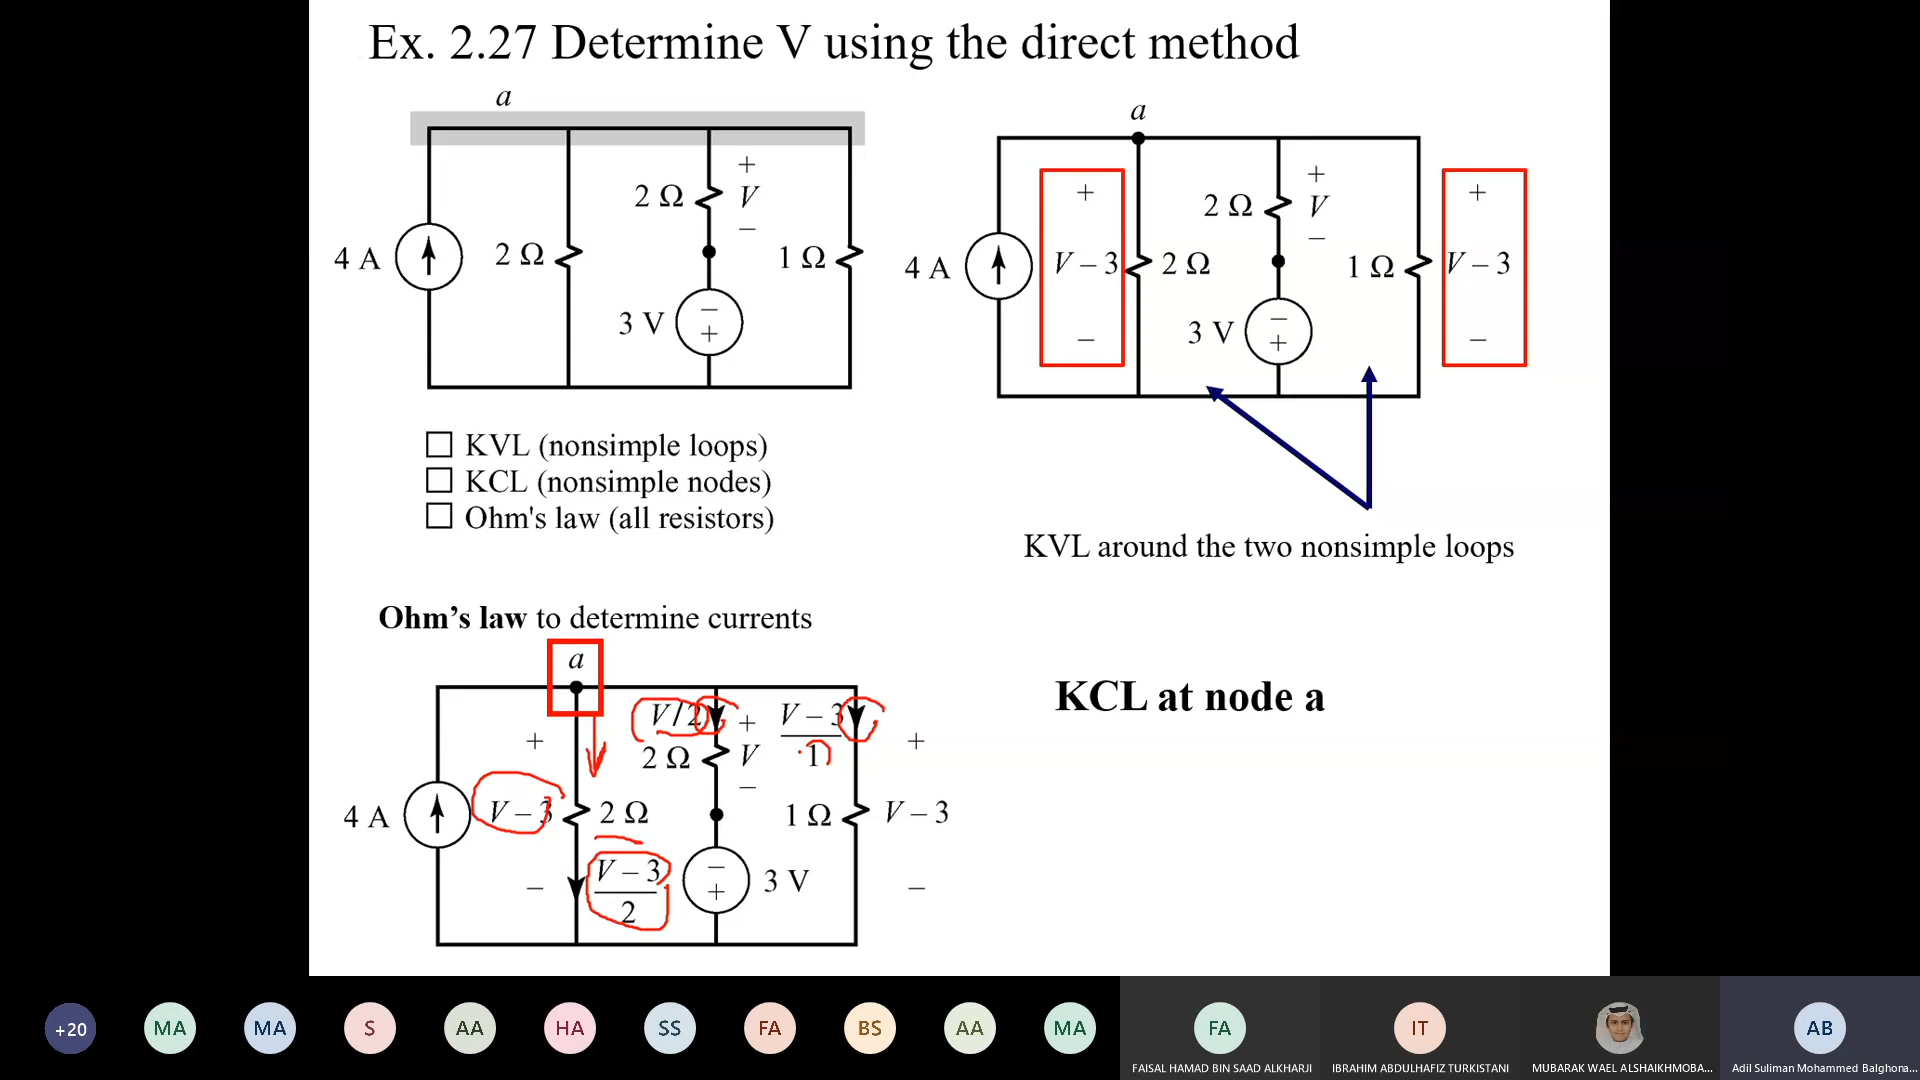 Ex. 2.27 Determine V using the direct method
a
+
2 Ω
V
−
4 A
2 Ω
1 Ω
3 V
−
+
a
+
V − 3
−
+
2 Ω
V
−
4 A
2 Ω
1 Ω
3 V
−
+
+
V − 3
−
KVL (nonsimple loops)
KCL (nonsimple nodes)
Ohm's law (all resistors)
KVL around the two nonsimple loops
Ohm’s law to determine currents
a
V/2
+
V − 3
1
+
2 Ω
V
−
+
4 A
V − 3
2 Ω
1 Ω
V − 3
−
V − 3
2
−
+
3 V
−
KCL at node a
+20
MA
MA
S
AA
HA
SS
FA
BS
AA
MA
FA
IT
AB
FAISAL HAMAD BIN SAAD ALKHARJI
IBRAHIM ABDULHAFIZ TURKISTANI
MUBARAK WAEL ALSHAIKHMOBA...
Adil Suliman Mohammed Balghona...